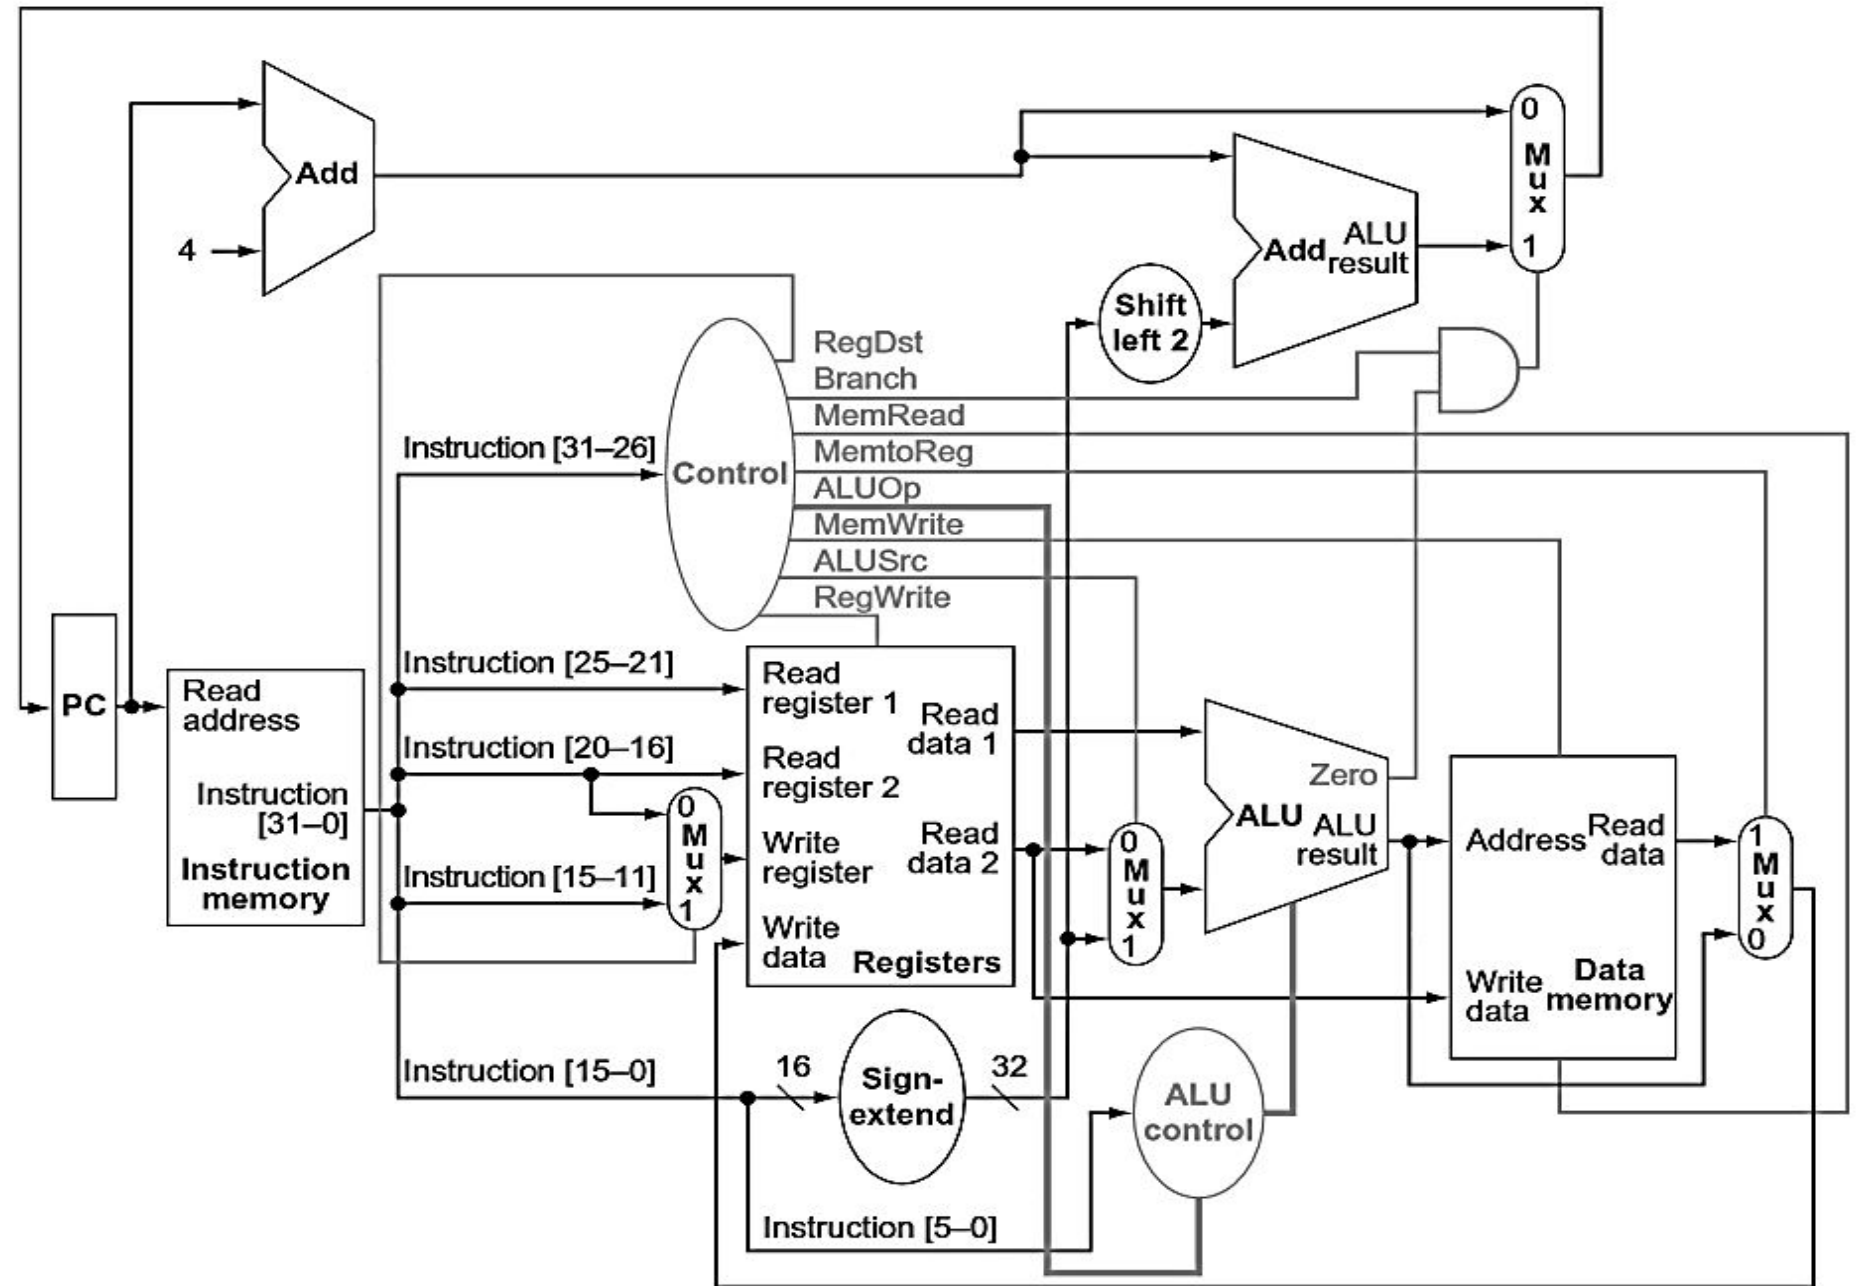 0
M
u
x
1
Add
4
Add
ALU
result
Shift
left 2
RegDst
Branch
MemRead
MemtoReg
ALUOp
MemWrite
ALUSrc
RegWrite
Control
Instruction [31–26]
Instruction [25–21]
Instruction [20–16]
Instruction [15–11]
Instruction [15–0]
Instruction [5–0]
PC
Read
address
Instruction
[31–0]
Instruction
memory
0
M
u
x
1
Read
register 1
Read
register 2
Write
register
Write
data
Read
data 1
Read
data 2
Registers
16
Sign-
extend
32
0
M
u
x
1
Zero
ALU
ALU
result
ALU
control
Address
Read
data
Write
data
Data
memory
1
M
u
x
0